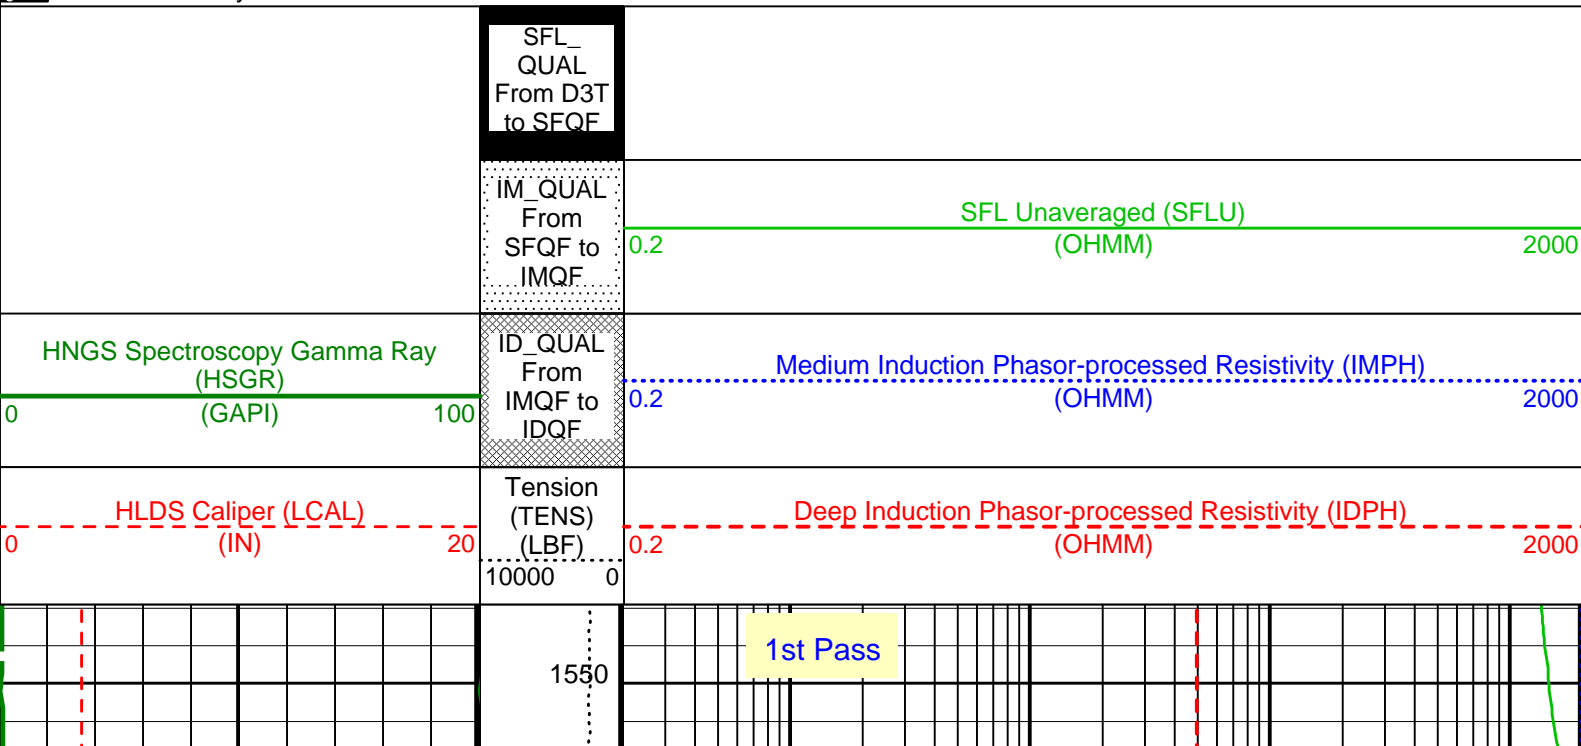 SFL_
QUAL
From D3T
to SFQF
IM_QUAL
From
SFQF to
IMQF
SFL Unaveraged (SFLU)
0.2 (OHMM) 2000
HNGS Spectroscopy Gamma Ray
(HSGR)
0 (GAPI) 100
ID_QUAL
From
IMQF to
IDQF
Medium Induction Phasor-processed Resistivity (IMPH)
0.2 (OHMM) 2000
HLDS Caliper (LCAL)
0 (IN) 20
Tension
(TENS)
(LBF)
10000 0
Deep Induction Phasor-processed Resistivity (IDPH)
0.2 (OHMM) 2000
1st Pass
1550